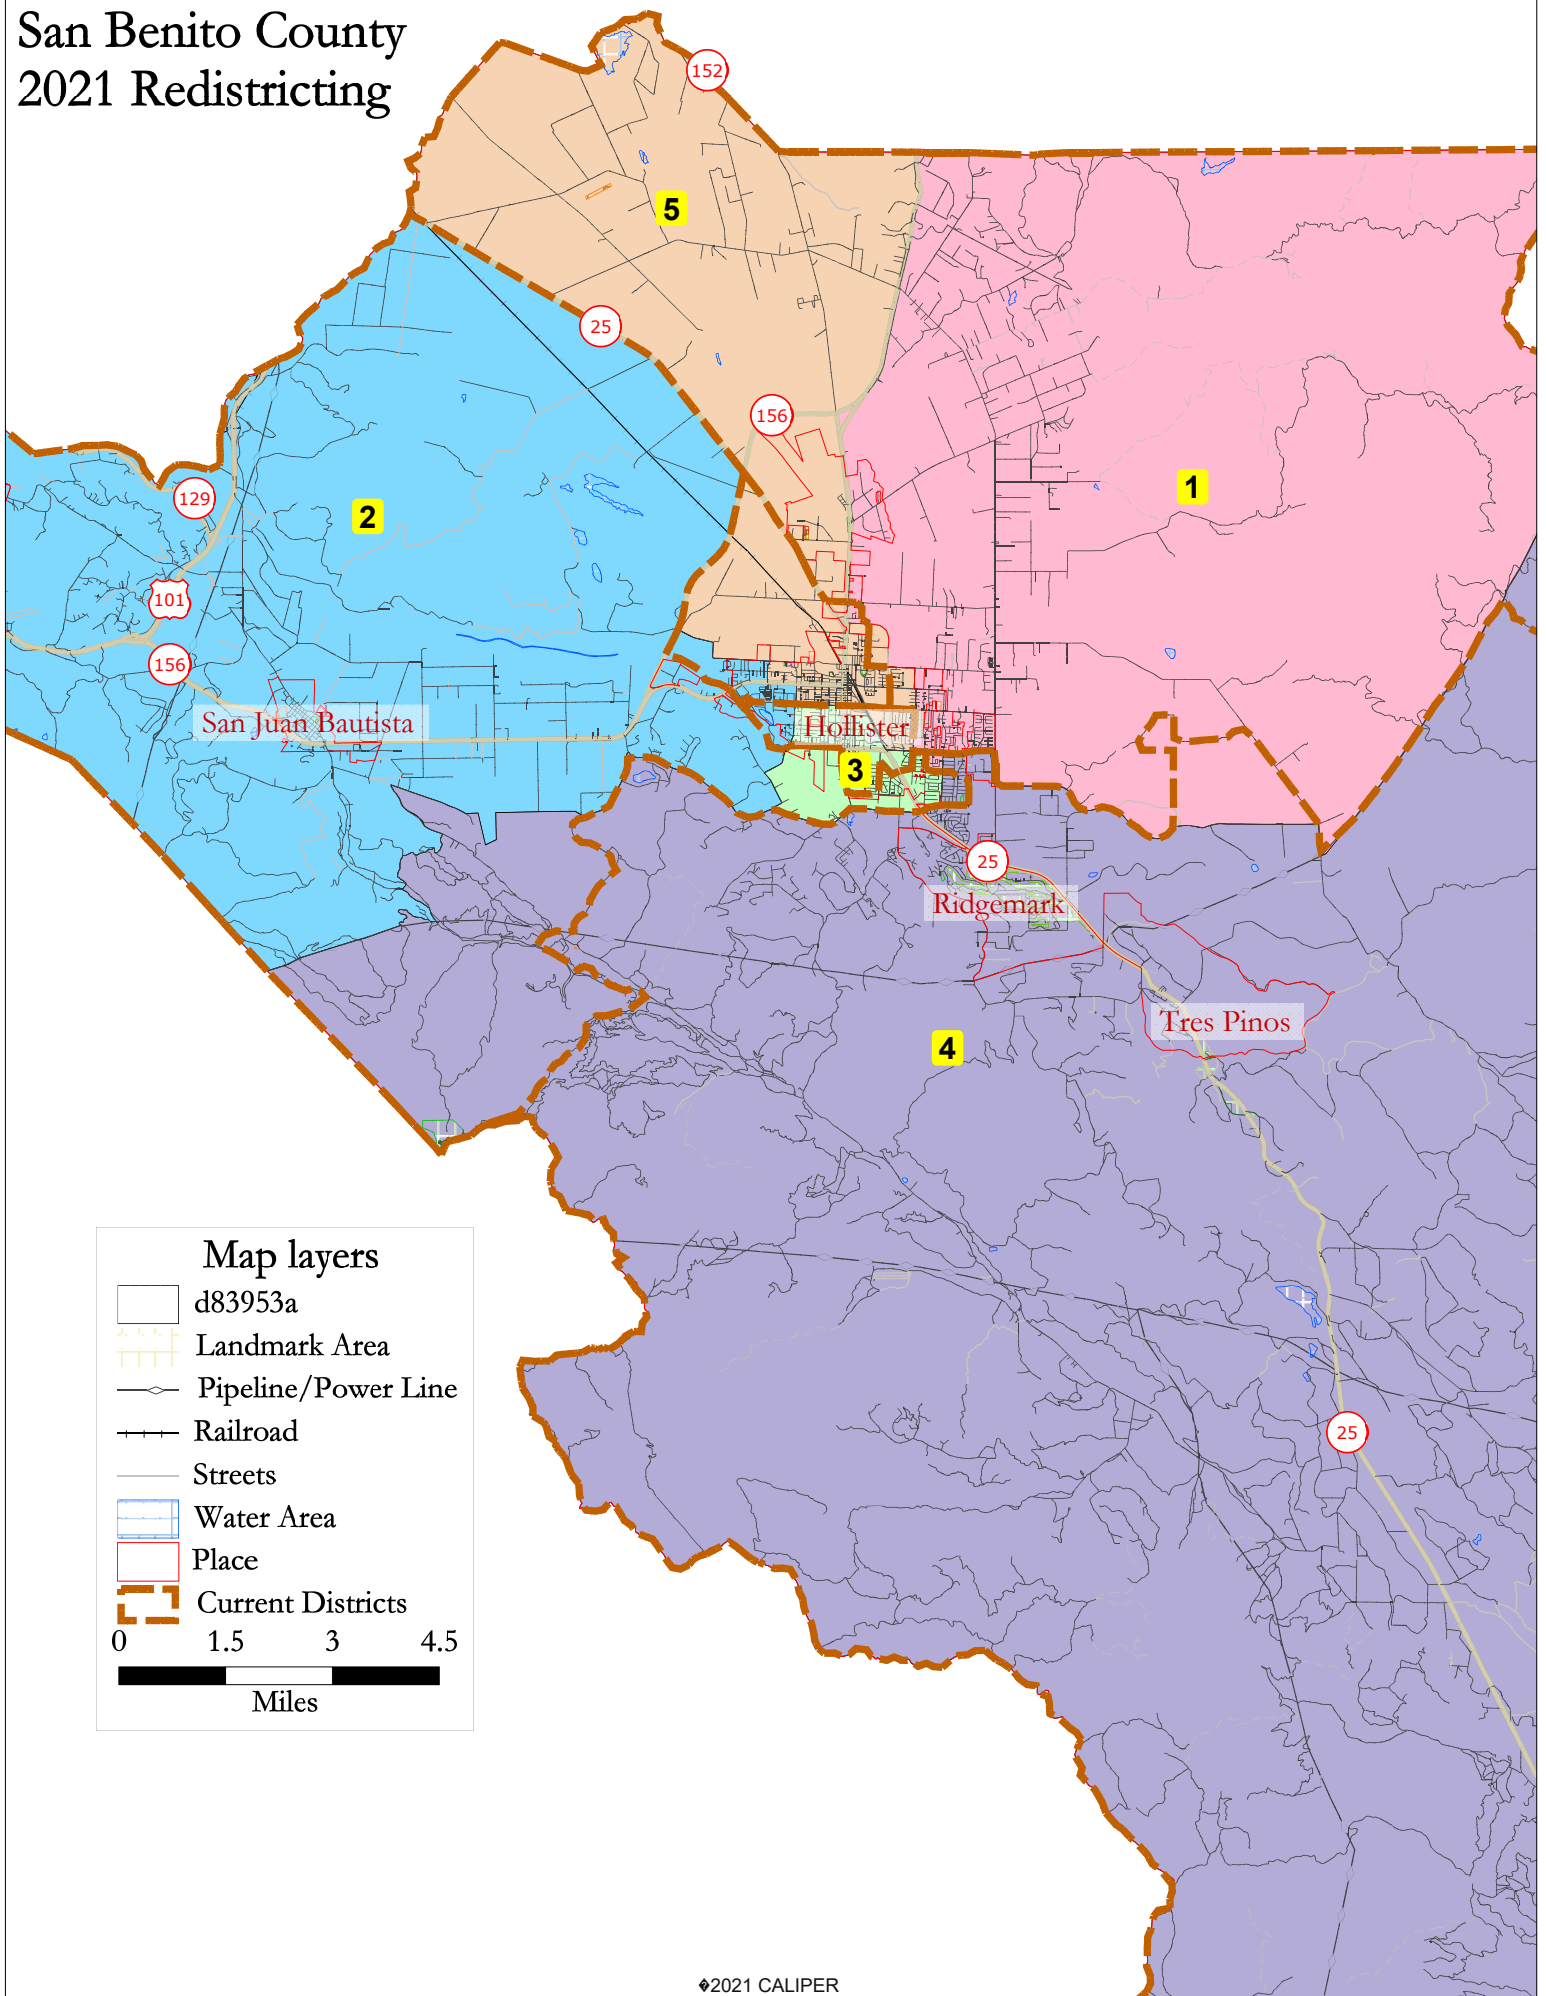 San Benito County
2021 Redistricting
152
5
25
156
1
129
2
101
156
San Juan Bautista
Hollister
3
25
Ridgemark
Tres Pinos
4
25
Map layers
d83953a
Landmark Area
Pipeline/Power Line
Railroad
Streets
Water Area
Place
Current Districts
0 1.5 3 4.5
Miles
�2021 CALIPER